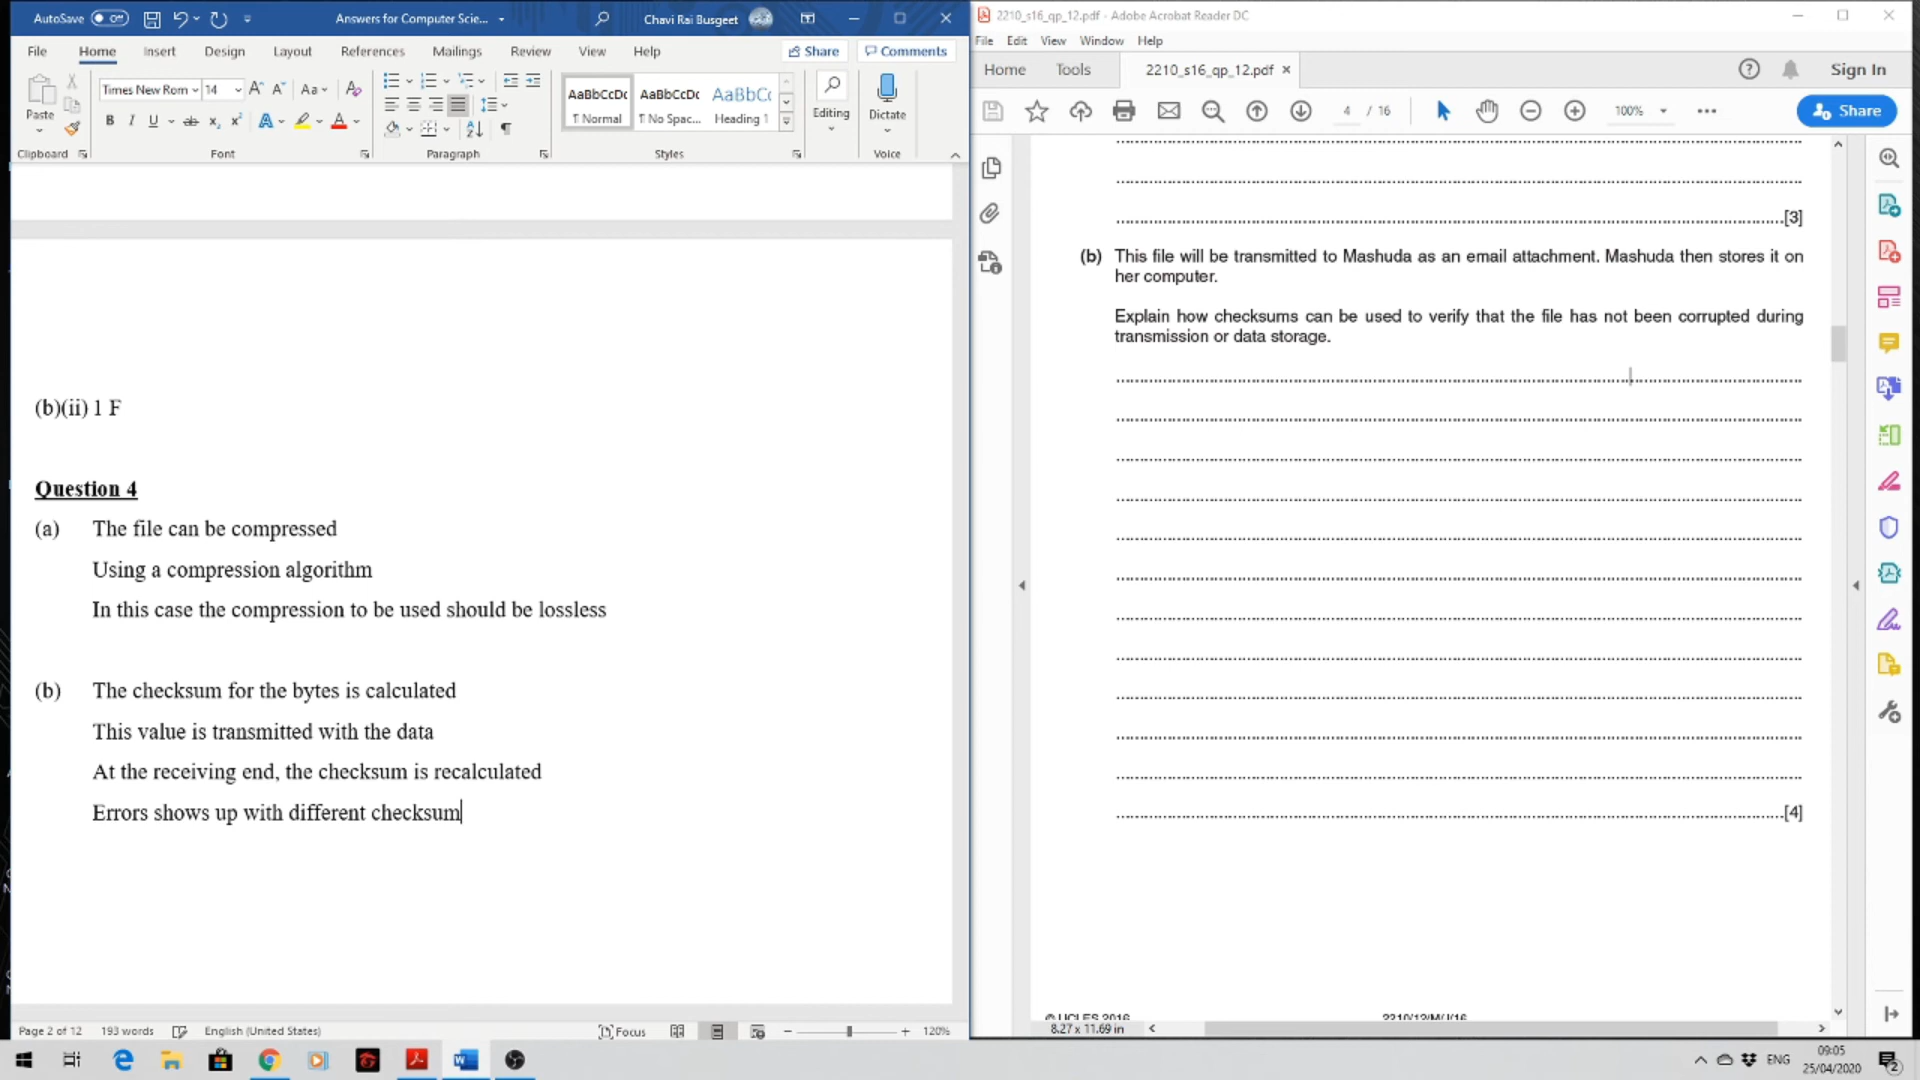 AutoSave Off Answers for Computer Scie... Chavi Rai Busgeet
File Home Insert Design Layout References Mailings Review View Help Share Comments
Times New Rom 14
Paste
AaBbCcDc AaBbCcDc AaBbCc
¶ Normal ¶ No Spac... Heading 1
Editing Dictate
Clipboard Font Paragraph Styles Voice
(b)(ii) 1 F
Question 4
(a) The file can be compressed
Using a compression algorithm
In this case the compression to be used should be lossless
(b) The checksum for the bytes is calculated
This value is transmitted with the data
At the receiving end, the checksum is recalculated
Errors shows up with different checksum
Page 2 of 12 193 words English (United States) Focus 120%
2210_s16_qp_12.pdf - Adobe Acrobat Reader DC
File Edit View Window Help
Home Tools 2210_s16_qp_12.pdf × Sign In
4 / 16 100% Share
[3]
(b) This file will be transmitted to Mashuda as an email attachment. Mashuda then stores it on
her computer.
Explain how checksums can be used to verify that the file has not been corrupted during
transmission or data storage.
[4]
© UCLES 2016 2210/12/M/J/16
8.27 x 11.69 in
ENG 09:05
25/04/2020
2